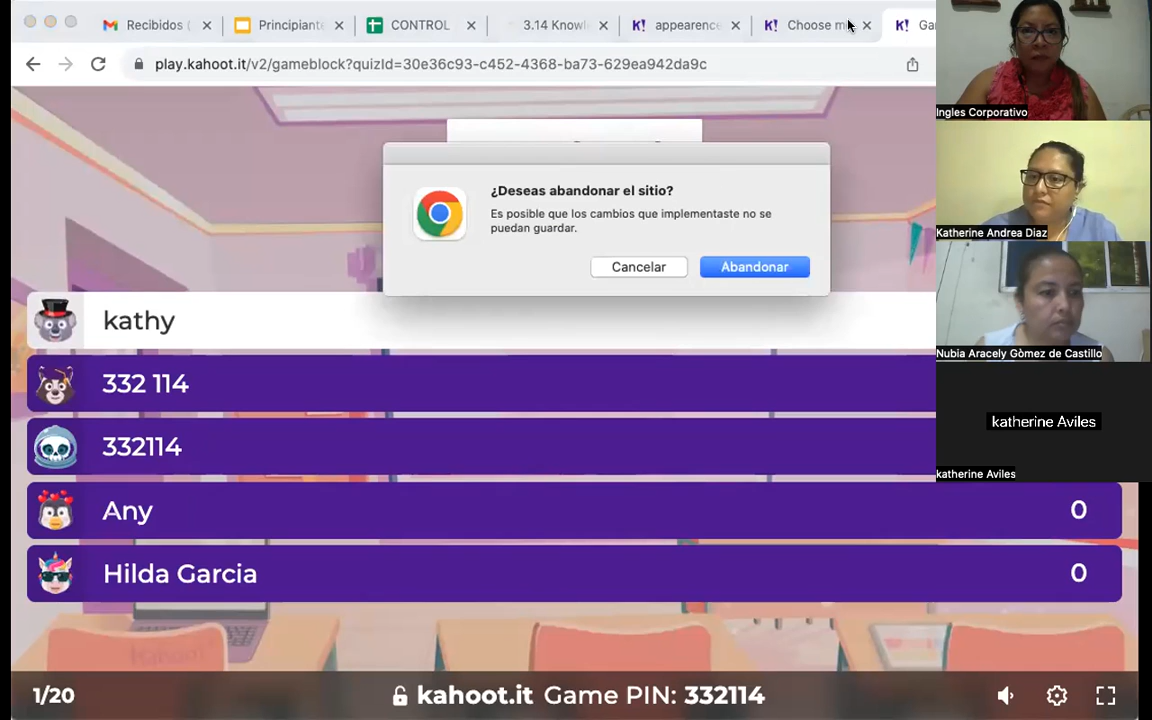 Recibidos (
Principiante
CONTROL
3.14 Knowl
K! appearence
K! Choose m
K! Ga
play.kahoot.it/v2/gameblock?quizId=30e36c93-c452-4368-ba73-629ea942da9c
Ingles Corporativo
¿Deseas abandonar el sitio?
Es posible que los cambios que implementaste no se
puedan guardar.
Cancelar
Abandonar
Katherine Andrea Diaz
kathy
Nubia Aracely Gòmez de Castillo
332 114
katherine Aviles
332114
katherine Aviles
Any 0
Hilda Garcia 0
1/20
kahoot.it Game PIN: 332114